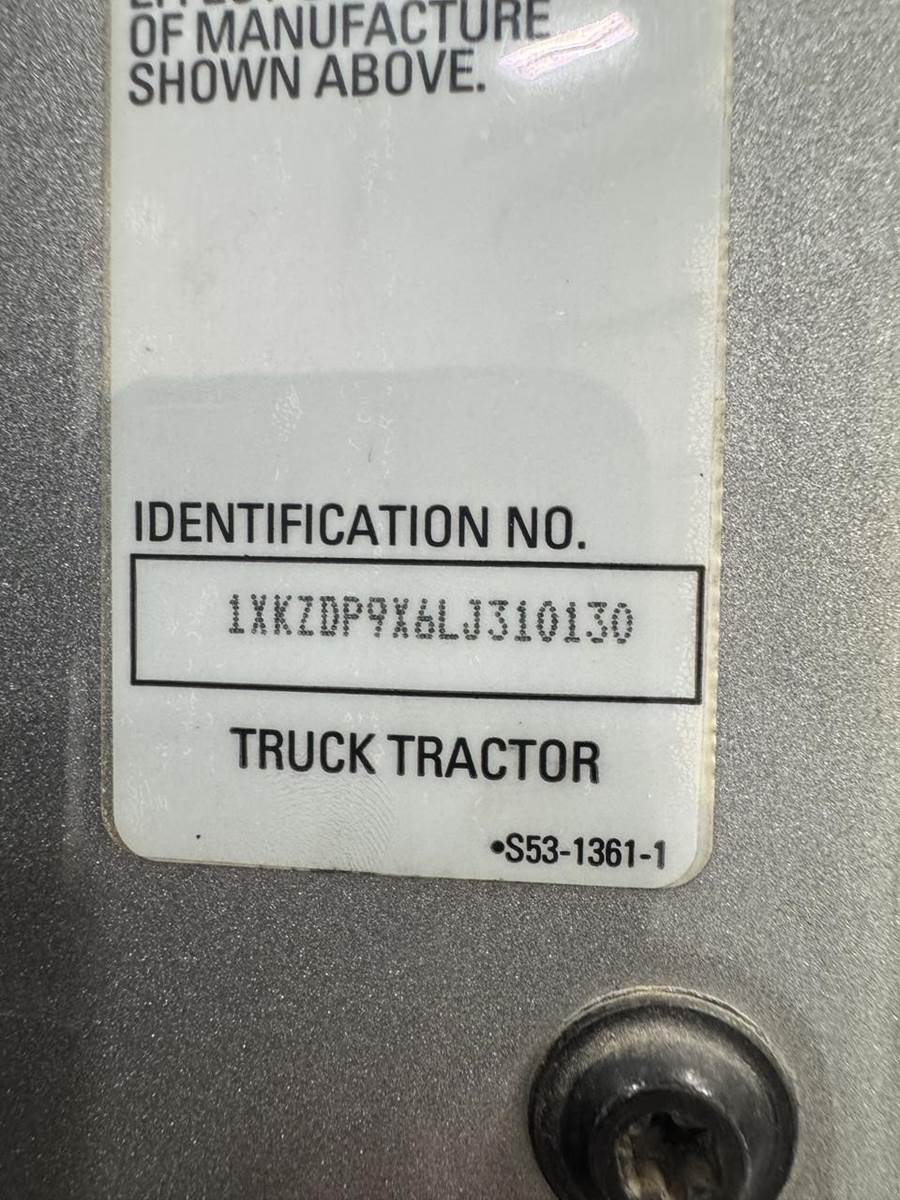 OF MANUFACTURE
SHOWN ABOVE.
IDENTIFICATION NO.
1XKZDP9X6LJ310130
TRUCK TRACTOR
•S53-1361-1